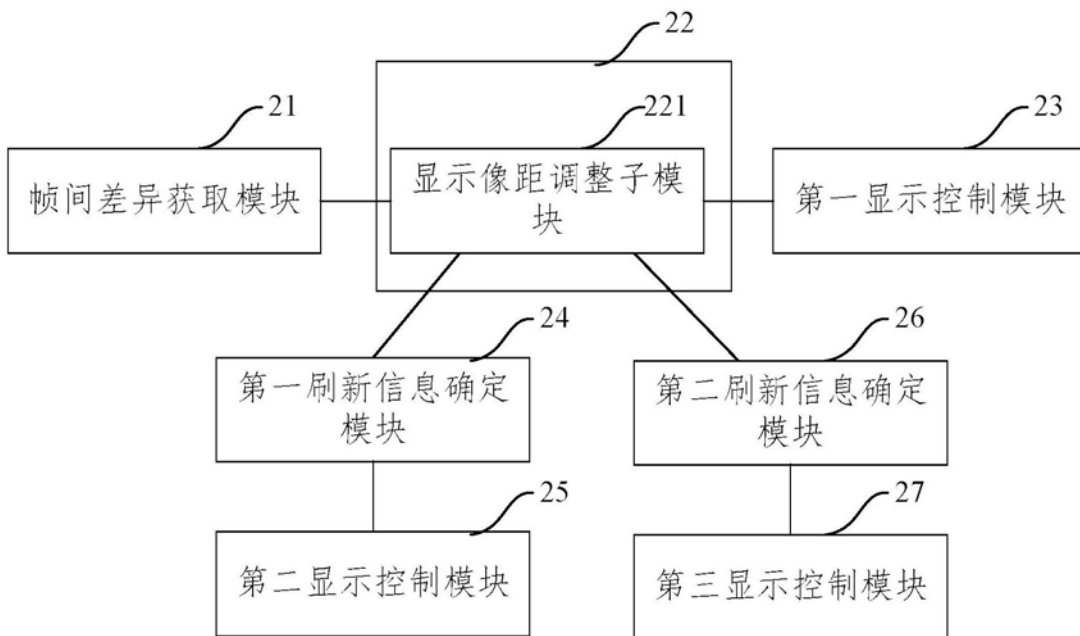 22
21
221
23
帧间差异获取模块
显示像距调整子模
块
第一显示控制模块
24
26
第一刷新信息确定
模块
第二刷新信息确定
模块
25
27
第二显示控制模块
第三显示控制模块